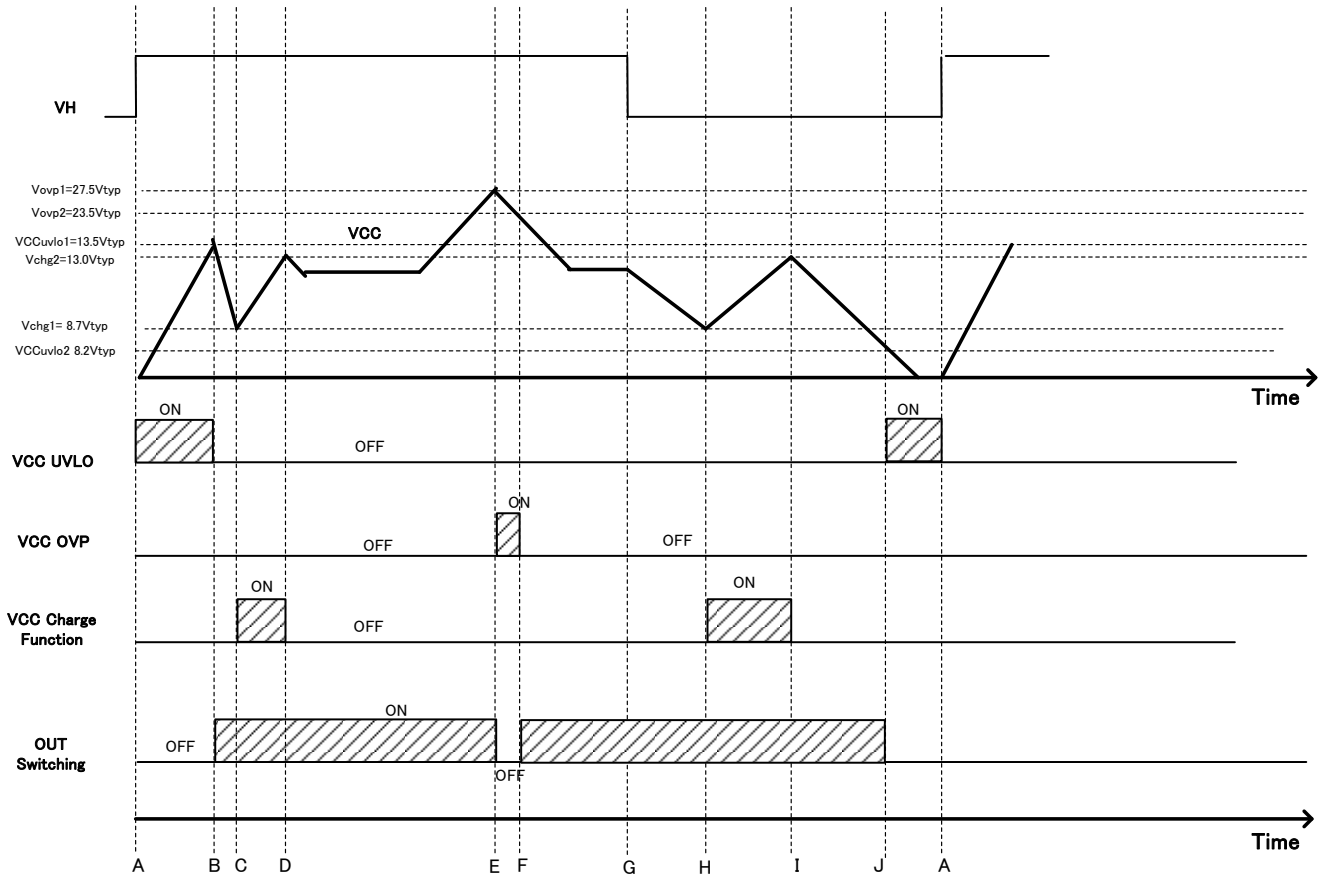 VH
Vovp1=27.5Vtyp
Vovp2=23.5Vtyp
VCCuvlo1=13.5Vtyp
VCC
Vchg2=13.0Vtyp
Vchg1= 8.7Vtyp
VCCuvlo2 8.2Vtyp
Time
ON
ON
OFF
VCC UVLO
ON
VCC OVP
OFF
OFF
ON
ON
VCC Charge
Function
OFF
ON
OUT
Switching
OFF
OFF
Time
A B C D E F G H I J A